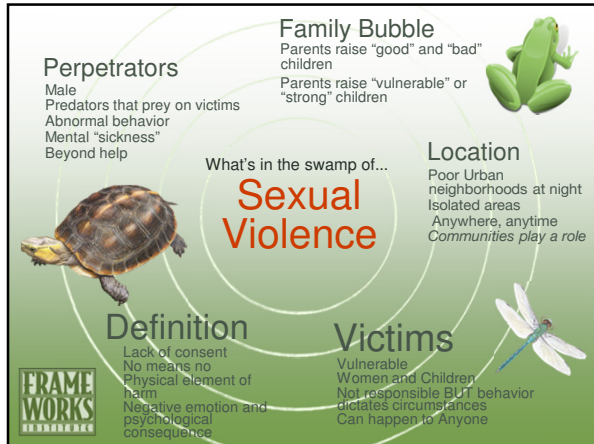 Family Bubble
Parents raise “good” and “bad”
children
Parents raise “vulnerable” or
“strong” children
Perpetrators
Male
Predators that prey on victims
Abnormal behavior
Mental “sickness”
Beyond help
What’s in the swamp of...
Sexual
Violence
Location
Poor Urban
neighborhoods at night
Isolated areas
Anywhere, anytime
Communities play a role
Definition
Lack of consent
No means no
Physical element of
harm
Negative emotion and
psychological
consequence
Victims
Vulnerable
Women and Children
Not responsible BUT behavior
dictates circumstances
Can happen to Anyone
FRAME
WORKS
INSTITUTE